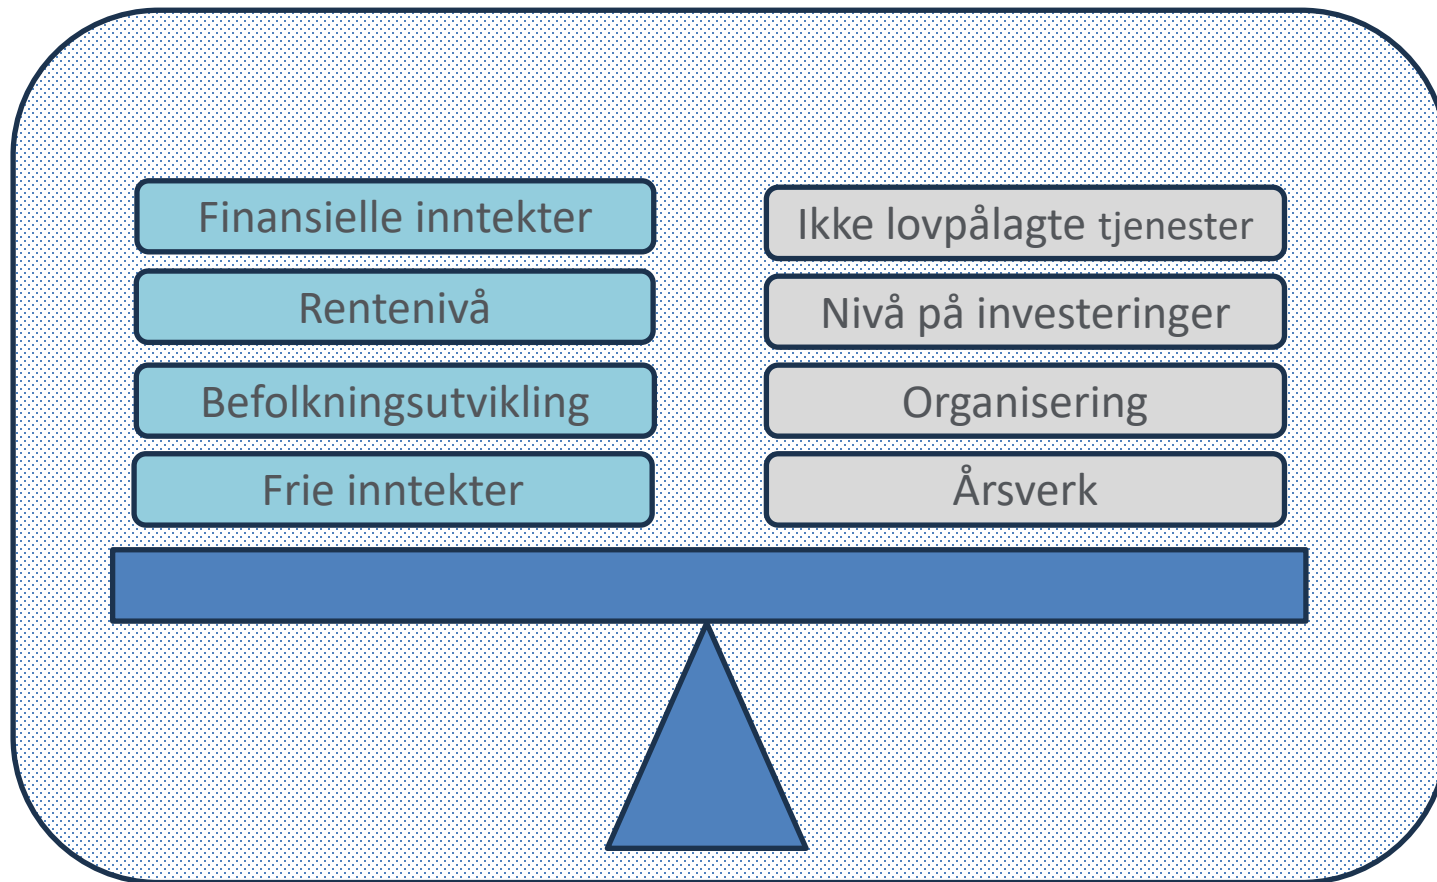 Finansielle inntekter
Rentenivå
Befolkningsutvikling
Frie inntekter
Ikke lovpålagte tjenester
Nivå på investeringer
Organisering
Årsverk